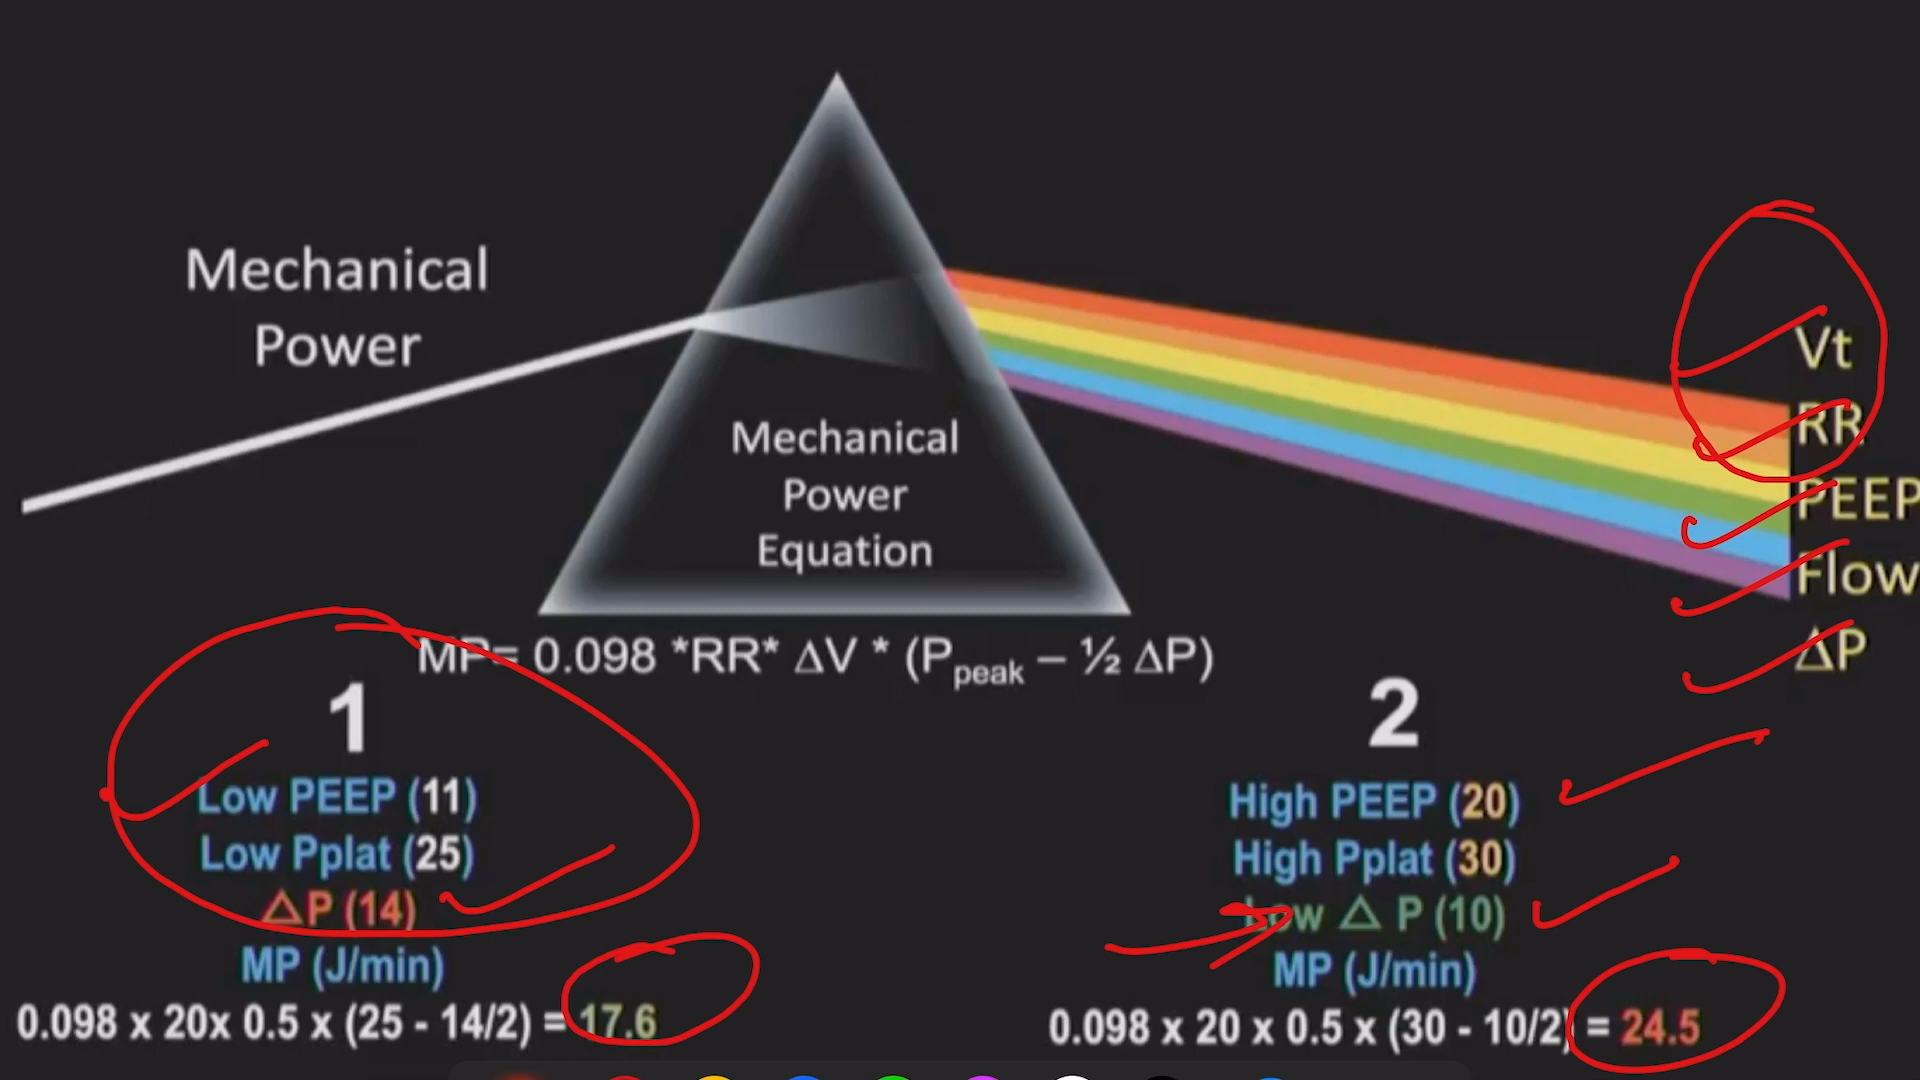 Mechanical
Power
Mechanical
Power
Equation
Vt
RR
PEEP
Flow
ΔP
MP= 0.098 *RR* ΔV * (Ppeak – ½ ΔP)
1
Low PEEP (11)
Low Pplat (25)
△P (14)
MP (J/min)
0.098 x 20x 0.5 x (25 - 14/2) = 17.6
2
High PEEP (20)
High Pplat (30)
Low △ P (10)
MP (J/min)
0.098 x 20 x 0.5 x (30 - 10/2) = 24.5